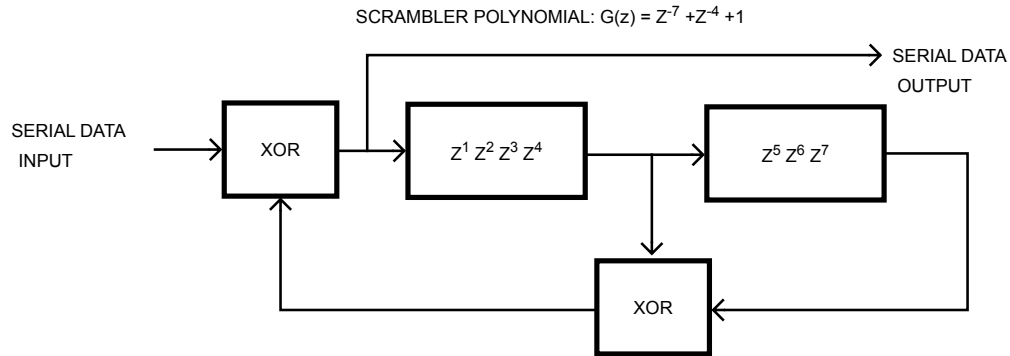 SCRAMBLER POLYNOMIAL: G(z) = Z⁻⁷ +Z⁻⁴ +1
SERIAL DATA
OUTPUT
SERIAL DATA
INPUT
XOR
Z¹ Z² Z³ Z⁴
Z⁵ Z⁶ Z⁷
XOR